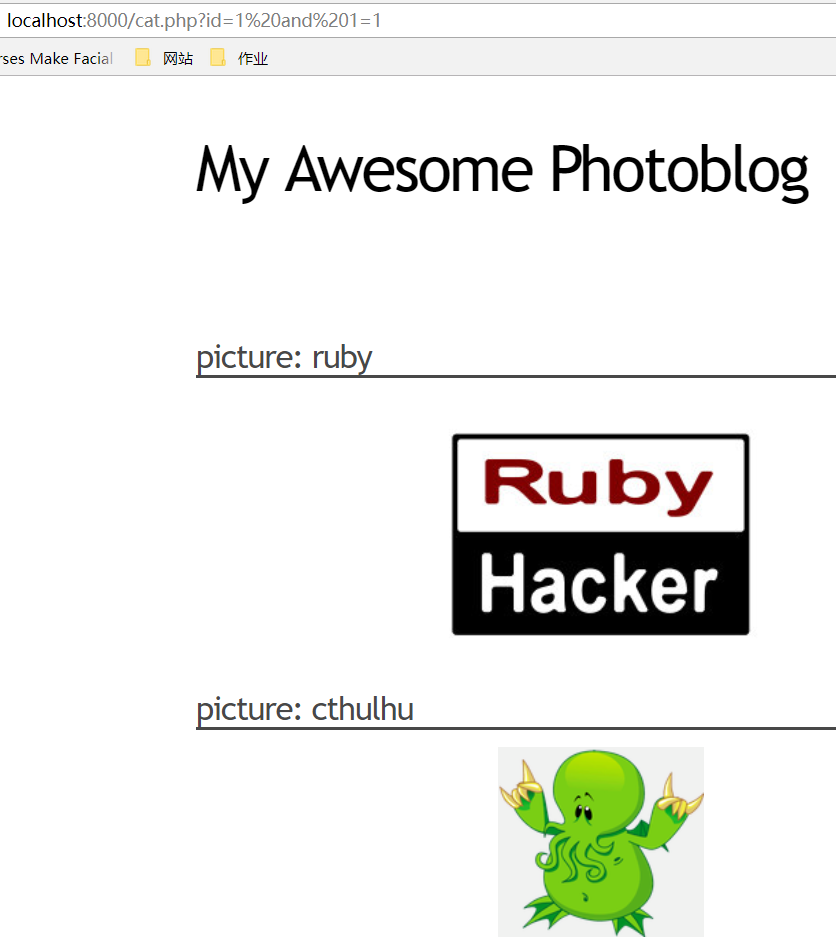 localhost:8000/cat.php?id=1%20and%201=1
rses Make Facial 网站 作业
My Awesome Photoblog
picture: ruby
Ruby
Hacker
picture: cthulhu